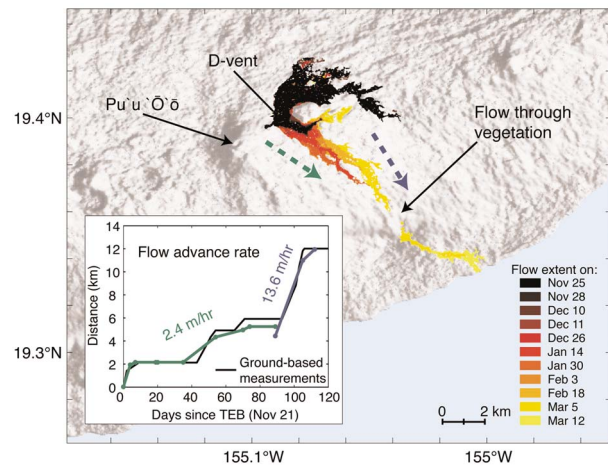 D-vent
Pu`u `Ō`ō
19.4°N
Flow through
vegetation
Flow advance rate
14
12
10
8
6
4
2
0
Distance (km)
13.6 m/hr
2.4 m/hr
Ground-based
measurements
0 20 40 60 80 100 120
Days since TEB (Nov 21)
19.3°N
Flow extent on:
Nov 25
Nov 28
Dec 10
Dec 11
Dec 26
Jan 14
Jan 30
Feb 3
Feb 18
Mar 5
Mar 12
0 2 km
155.1°W
155°W